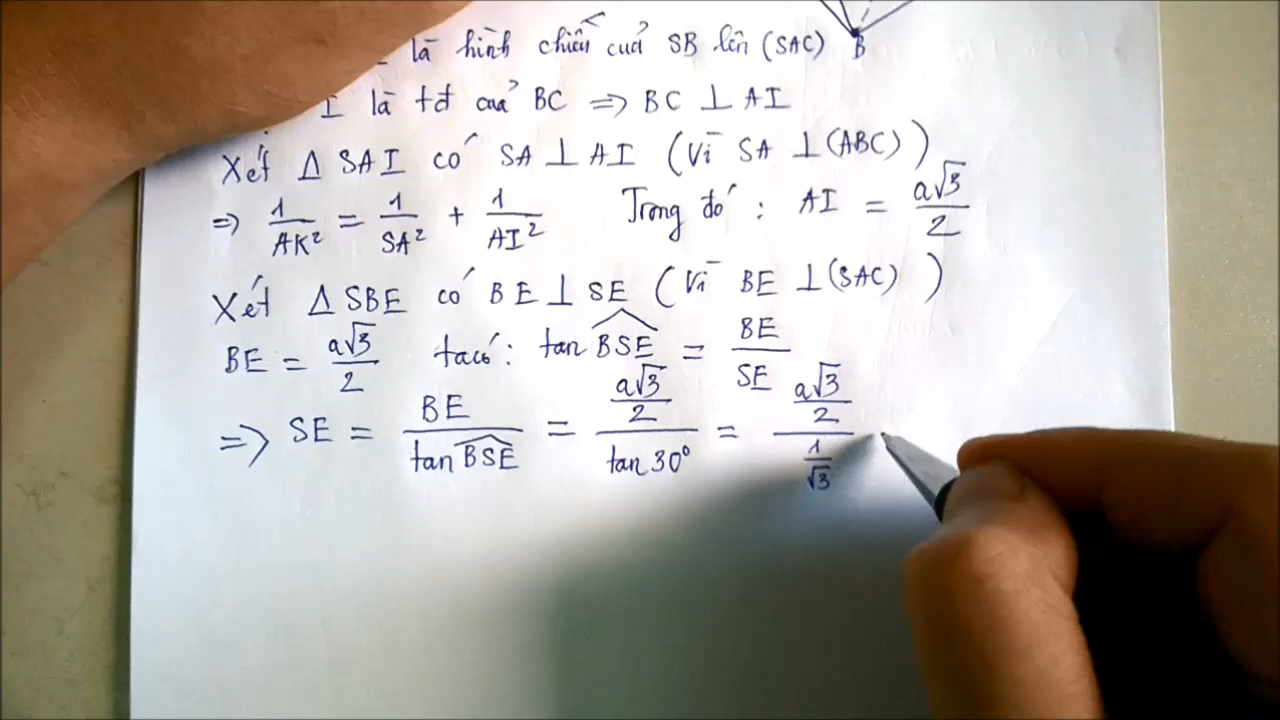 là hình chiếu của SB lên (SAC) B
I là tđ của BC => BC ⊥ AI
Xét Δ SAI có SA ⊥ AI (Vì SA ⊥ (ABC))
=> 1/AK² = 1/SA² + 1/AI² Trong đó : AI = a√3/2
Xét Δ SBE có BE ⊥ SE (Vì BE ⊥ (SAC))
BE = a√3/2 ta có : tan BSE = BE/SE
=> SE = BE/tan BSE = (a√3/2)/(tan 30°) = (a√3/2)/(1/√3)